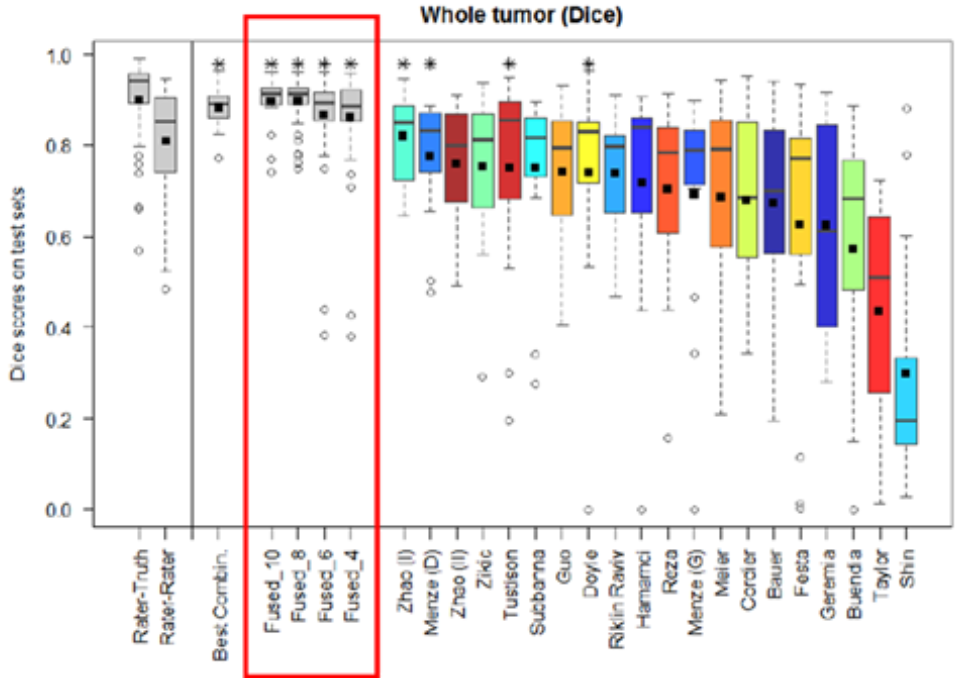 Whole tumor (Dice)
Dice scores on test sets
1.0
0.8
0.6
0.4
0.2
0.0
Rater-Truth
Rater-Rater
Best Combin.
Fused_10
Fused_8
Fused_6
Fused_4
Zhao (I)
Menze (D)
Zhao (II)
Zikic
Tustison
Subbanna
Guo
Doyle
Riklin Raviv
Hamamci
Reza
Menze (G)
Meier
Cordier
Bauer
Festa
Geremia
Buendia
Taylor
Shin